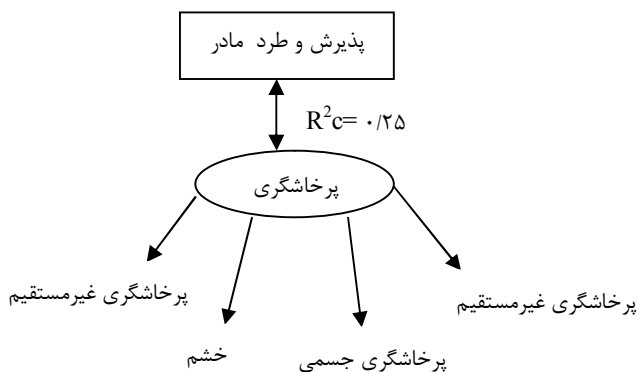 پذیرش و طرد مادر
R²c= ۰/۲۵
پرخاشگری
پرخاشگری غیرمستقیم
پرخاشگری غیرمستقیم
پرخاشگری جسمی
خشم